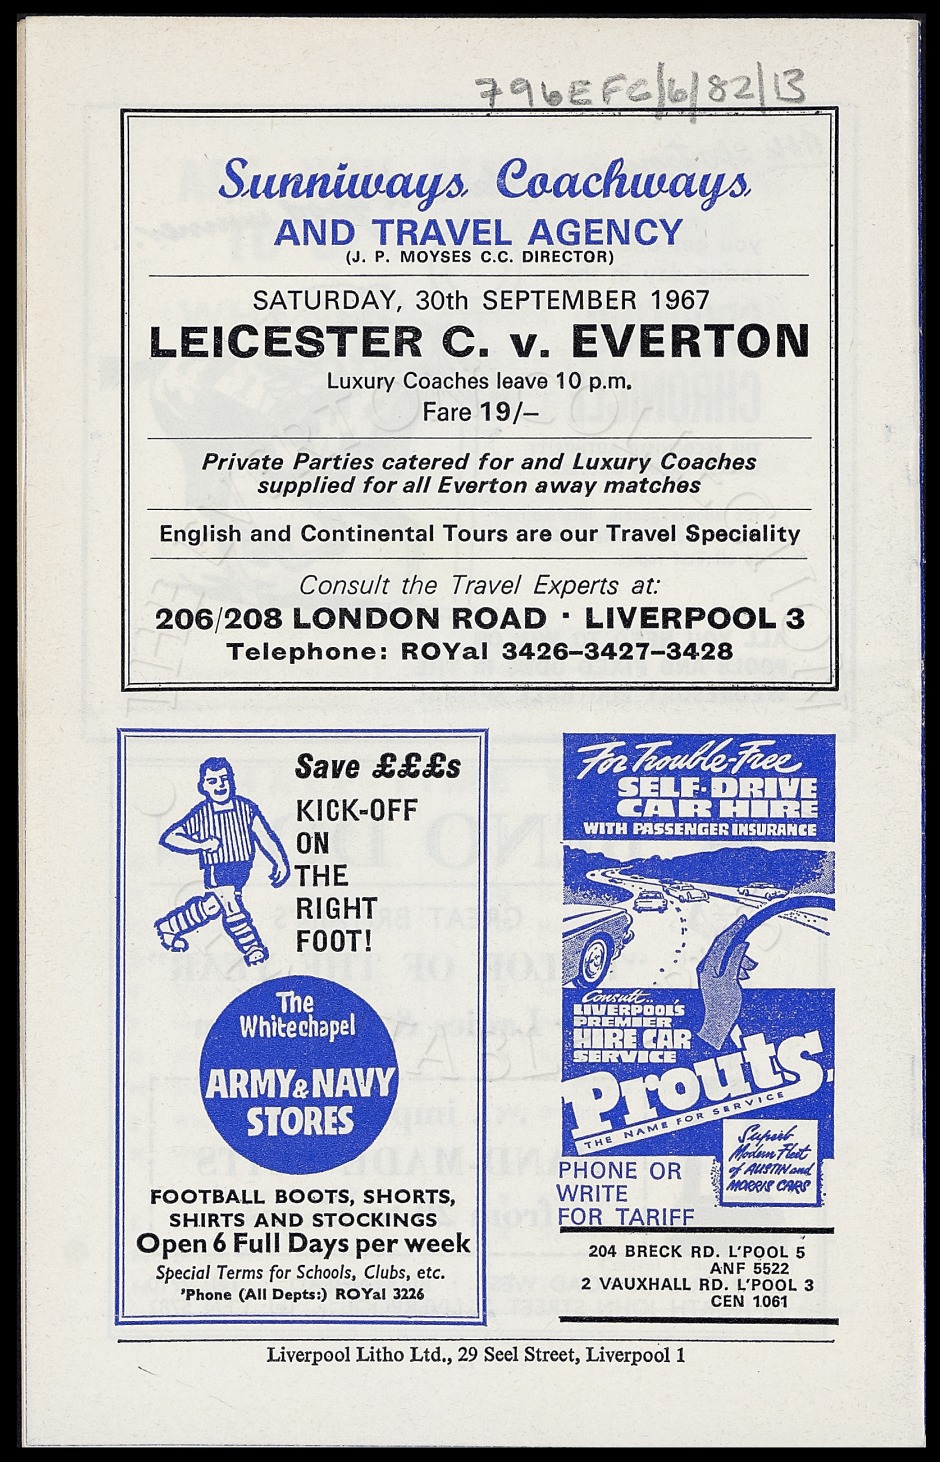 796EFC/6/82/13
Sunniways Coachways
AND TRAVEL AGENCY
(J. P. MOYSES C.C. DIRECTOR)
SATURDAY, 30th SEPTEMBER 1967
LEICESTER C. v. EVERTON
Luxury Coaches leave 10 p.m.
Fare 19/–
Private Parties catered for and Luxury Coaches
supplied for all Everton away matches
English and Continental Tours are our Travel Speciality
Consult the Travel Experts at:
206/208 LONDON ROAD · LIVERPOOL 3
Telephone: ROYal 3426–3427–3428
Save £££s
KICK-OFF
ON
THE
RIGHT
FOOT!
The
Whitechapel
ARMY & NAVY
STORES
FOOTBALL BOOTS, SHORTS,
SHIRTS AND STOCKINGS
Open 6 Full Days per week
Special Terms for Schools, Clubs, etc.
'Phone (All Depts:) ROYal 3226
For Trouble-Free
SELF-DRIVE
CAR HIRE
WITH PASSENGER INSURANCE
Consult..
LIVERPOOL'S
PREMIER
HIRE CAR
SERVICE
Prouts
THE NAME FOR SERVICE
Superb
Modern Fleet
of AUSTIN and
MORRIS CARS
PHONE OR
WRITE
FOR TARIFF
204 BRECK RD. L'POOL 5
ANF 5522
2 VAUXHALL RD. L'POOL 3
CEN 1061
Liverpool Litho Ltd., 29 Seel Street, Liverpool 1